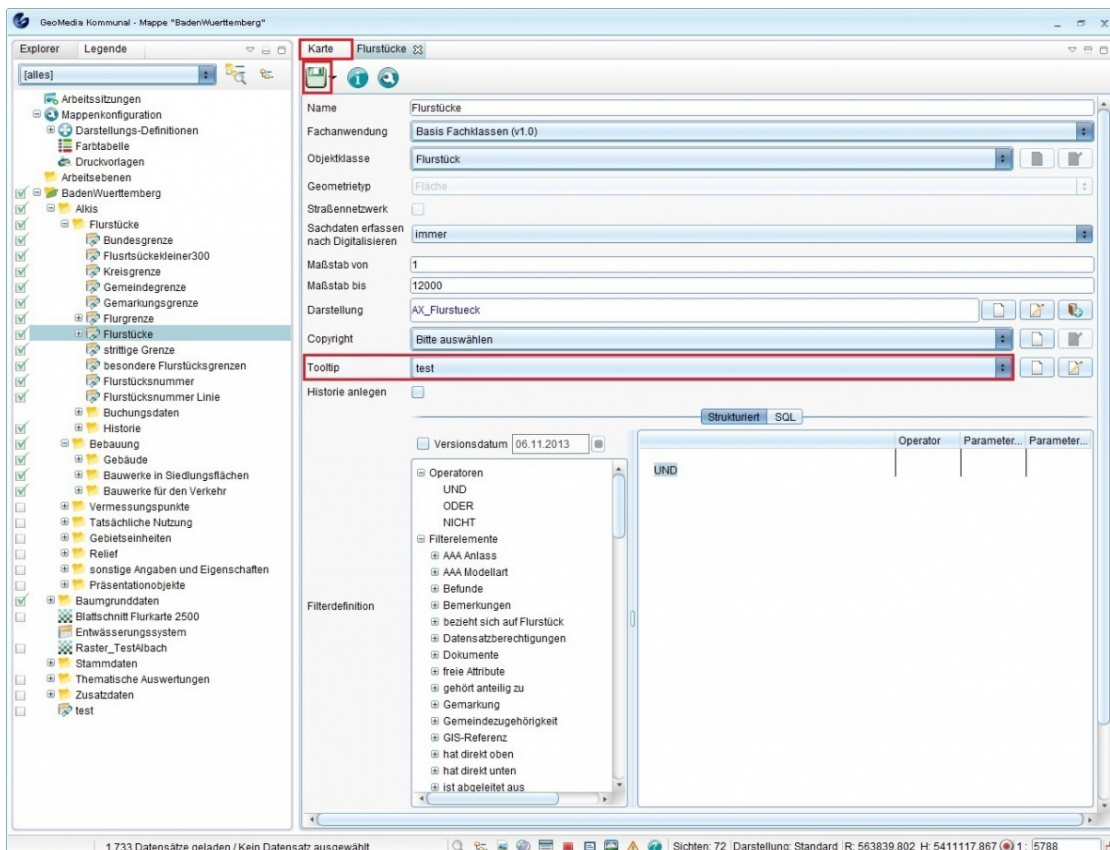 GeoMedia Kommunal - Mappe "BadenWuerttemberg"
Explorer Legende
[alles]
Arbeitssitzungen
Mappenkonfiguration
Darstellungs-Definitionen
Farbtabelle
Druckvorlagen
Arbeitsebenen
BadenWuerttemberg
Alkis
Flurstücke
Bundesgrenze
Flusrtsückekleiner300
Kreisgrenze
Gemeindegrenze
Gemarkungsgrenze
Flurgrenze
Flurstücke
strittige Grenze
besondere Flurstücksgrenzen
Flurstücksnummer
Flurstücksnummer Linie
Buchungsdaten
Historie
Bebauung
Gebäude
Bauwerke in Siedlungsflächen
Bauwerke für den Verkehr
Vermessungspunkte
Tatsächliche Nutzung
Gebietseinheiten
Relief
sonstige Angaben und Eigenschaften
Präsentationobjekte
Baumgrunddaten
Blattschnitt Flurkarte 2500
Entwässerungssystem
Raster_TestAlbach
Stammdaten
Thematische Auswertungen
Zusatzdaten
test
Karte Flurstücke
Name Flurstücke
Fachanwendung Basis Fachklassen (v1.0)
Objektklasse Flurstück
Geometrietyp Fläche
Straßennetzwerk
Sachdaten erfassen
nach Digitalisieren immer
Maßstab von 1
Maßstab bis 12000
Darstellung AX_Flurstueck
Copyright Bitte auswählen
Tooltip test
Historie anlegen
Strukturiert SQL
Versionsdatum 06.11.2013
Operator Parameter... Parameter...
UND
Filterdefinition
Operatoren
UND
ODER
NICHT
Filterelemente
AAA Anlass
AAA Modellart
Befunde
Bemerkungen
bezieht sich auf Flurstück
Datensatzberechtigungen
Dokumente
freie Attribute
gehört anteilig zu
Gemarkung
Gemeindezugehörigkeit
GIS-Referenz
hat direkt oben
hat direkt unten
ist abgeleitet aus
1.733 Datensätze geladen / Kein Datensatz ausgewählt Sichten: 72 Darstellung: Standard R: 563839,802 H: 5411117,867 1: 5788